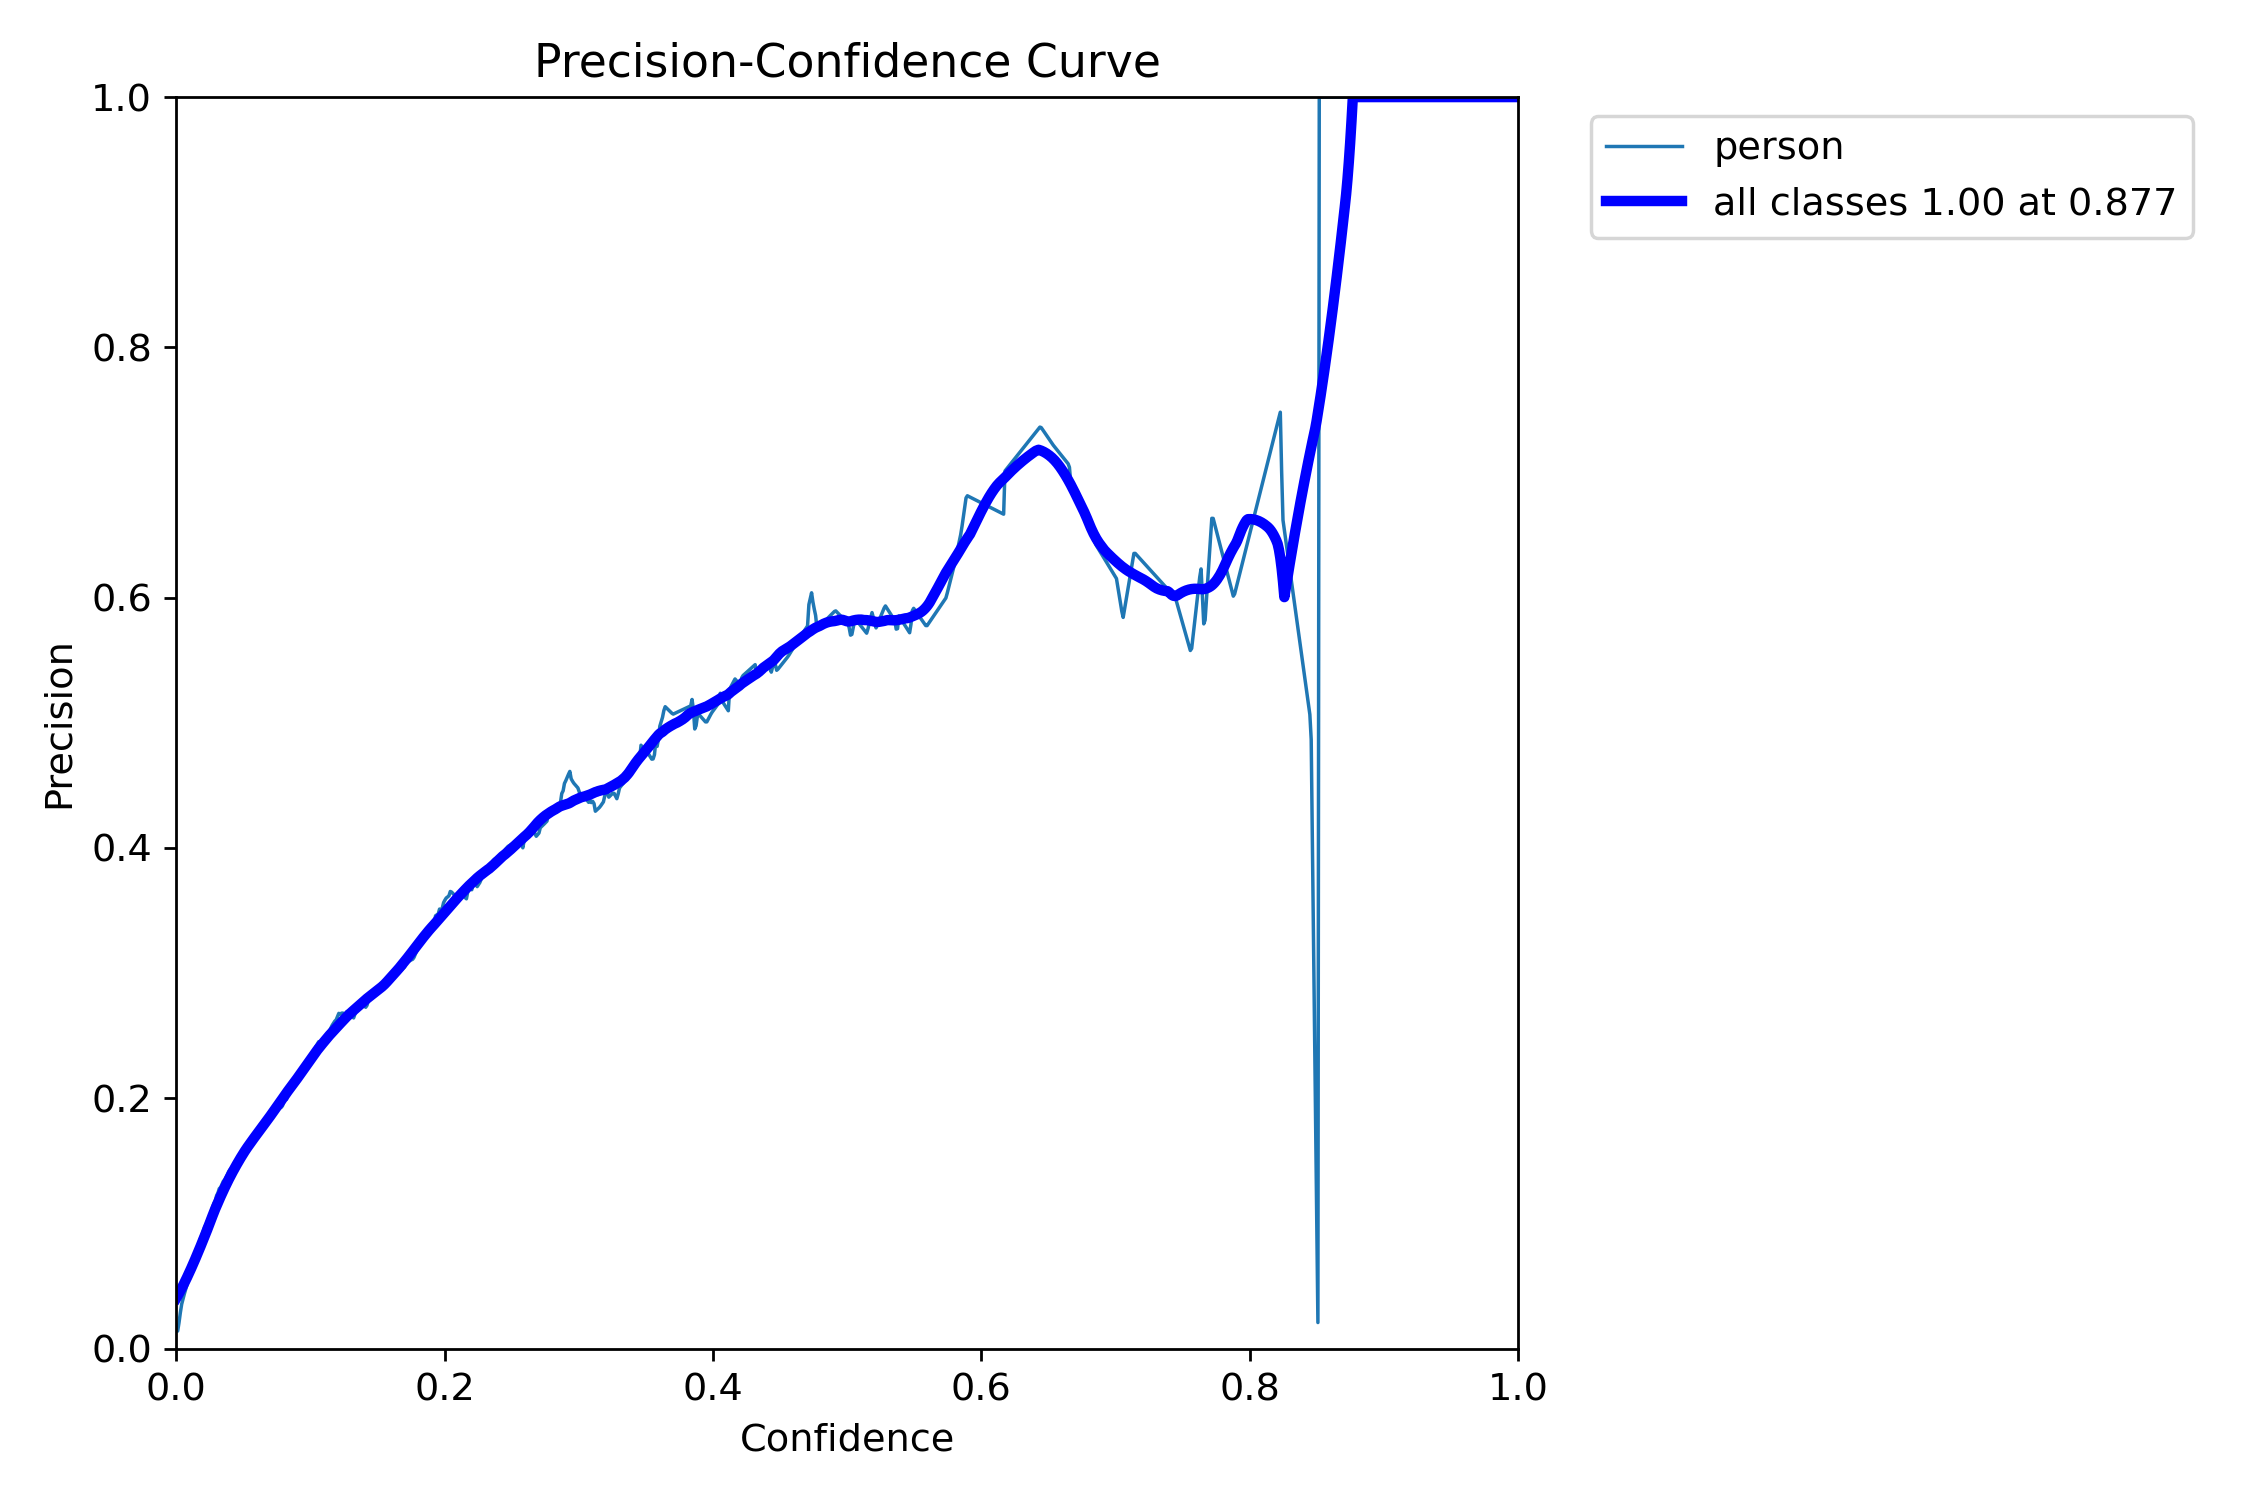 Precision-Confidence Curve
1.0
0.8
0.6
0.4
0.2
0.0
Precision
0.0 0.2 0.4 0.6 0.8 1.0
Confidence
person
all classes 1.00 at 0.877